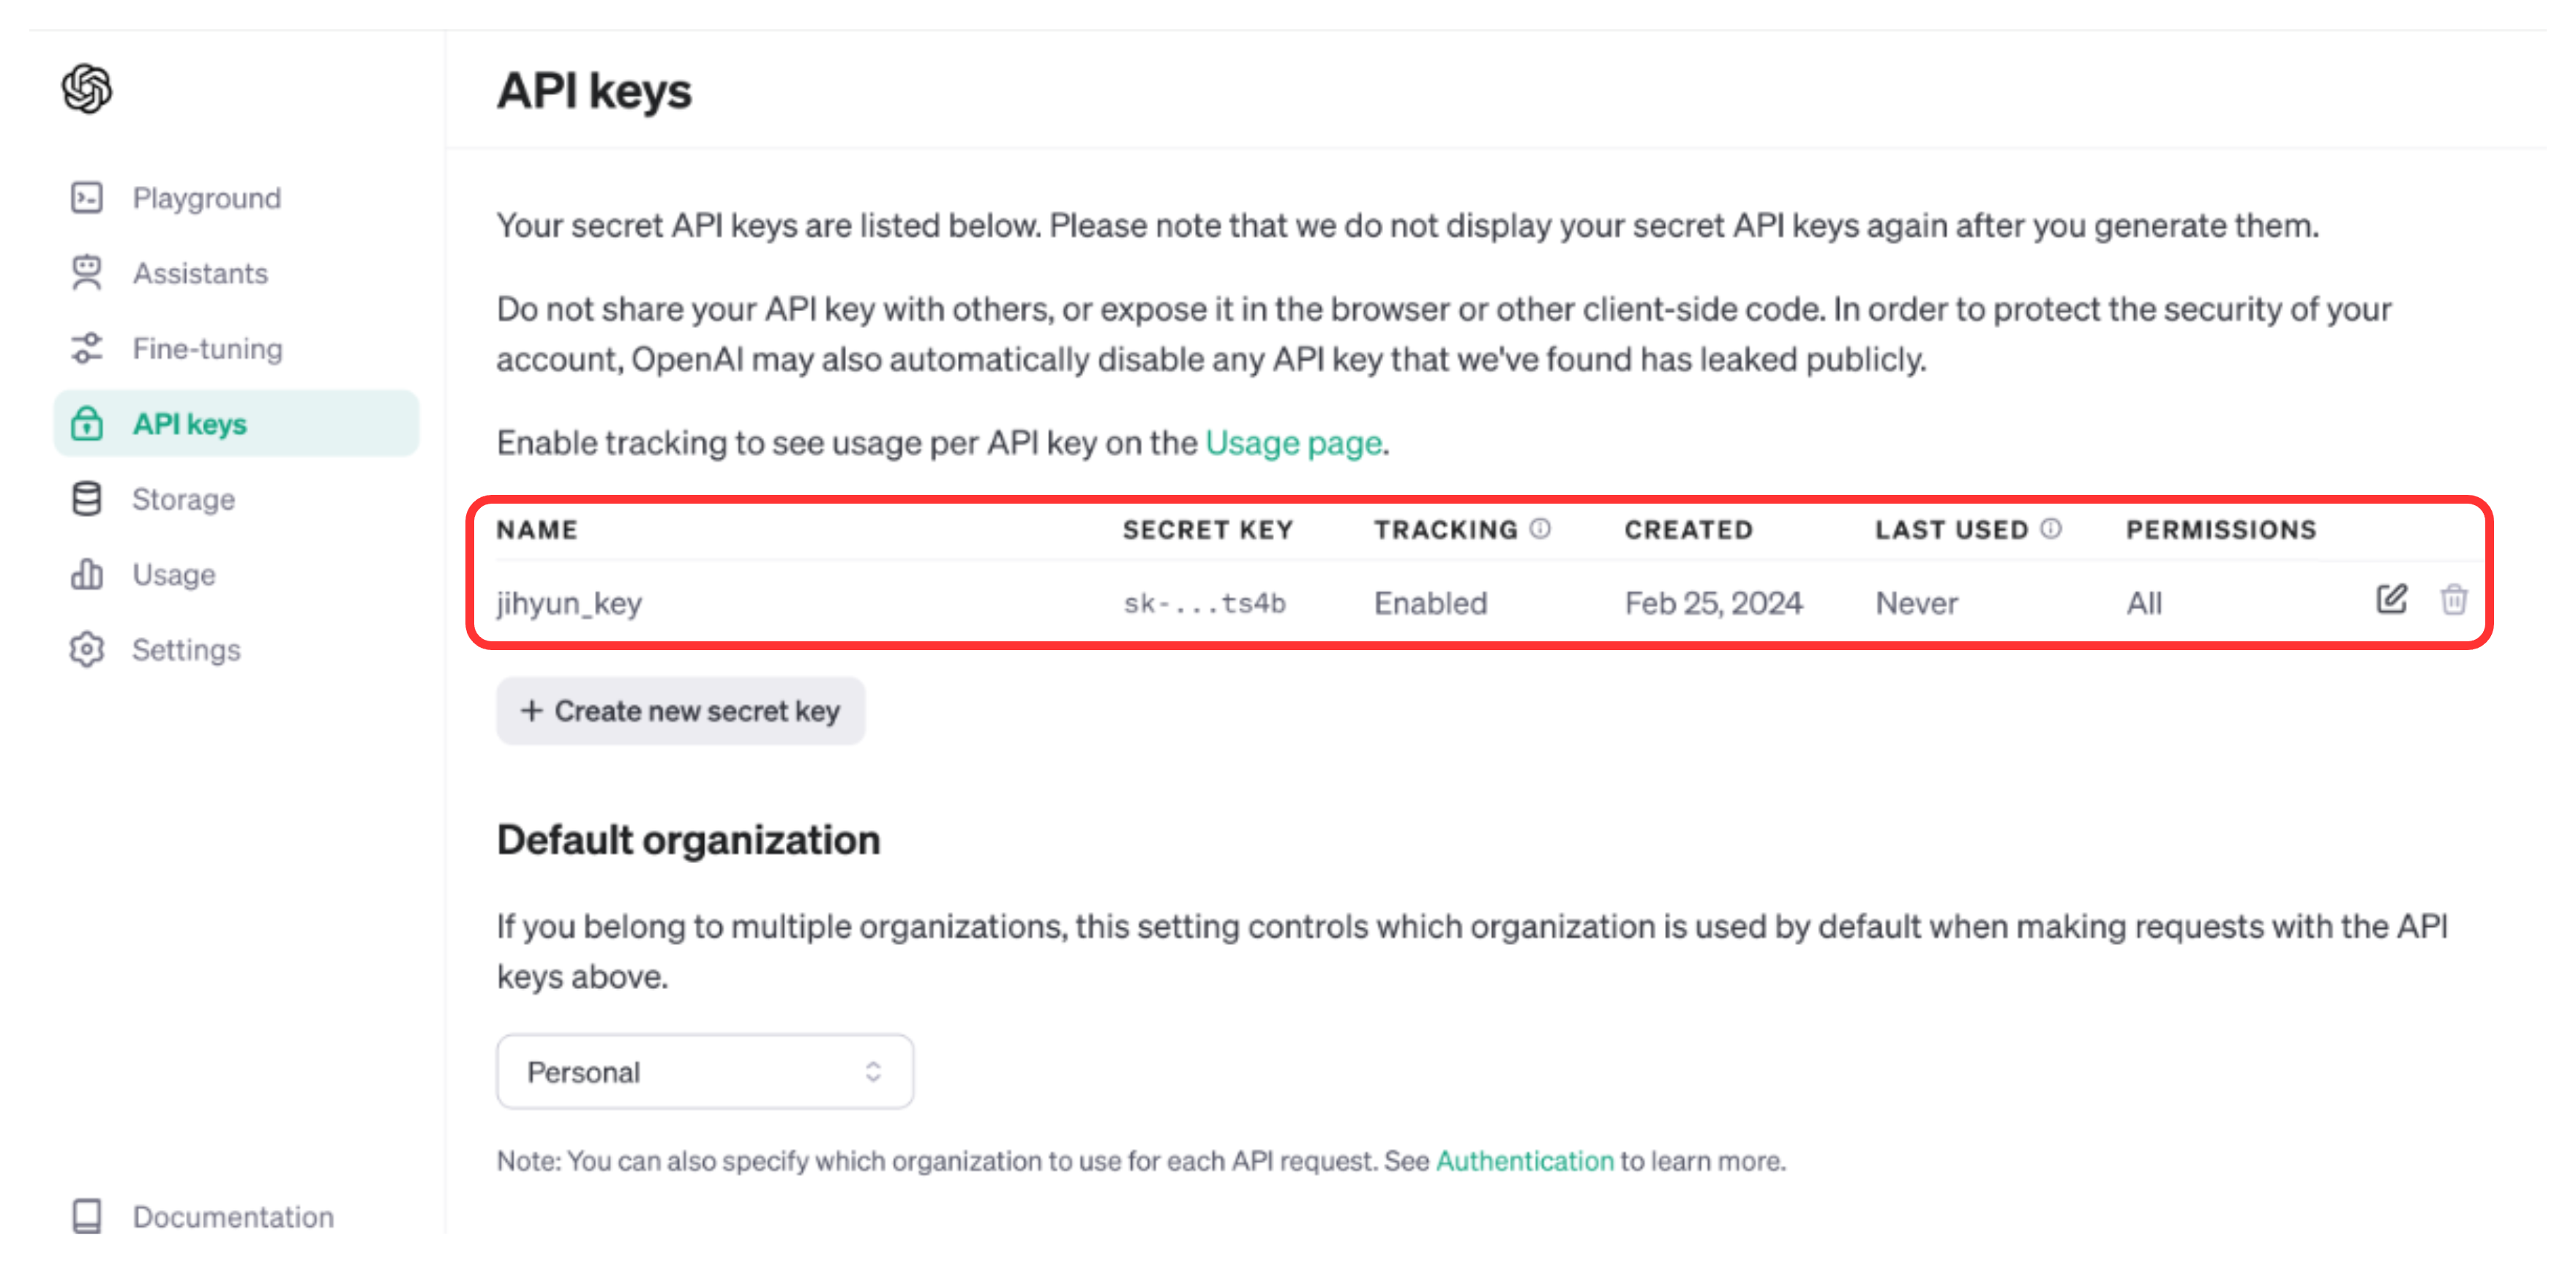 API keys
Playground
Assistants
Fine-tuning
API keys
Storage
Usage
Settings
Documentation
Your secret API keys are listed below. Please note that we do not display your secret API keys again after you generate them.
Do not share your API key with others, or expose it in the browser or other client-side code. In order to protect the security of your
account, OpenAI may also automatically disable any API key that we've found has leaked publicly.
Enable tracking to see usage per API key on the Usage page.
NAME SECRET KEY TRACKING CREATED LAST USED PERMISSIONS
jihyun_key sk-...ts4b Enabled Feb 25, 2024 Never All
+ Create new secret key
Default organization
If you belong to multiple organizations, this setting controls which organization is used by default when making requests with the API
keys above.
Personal
Note: You can also specify which organization to use for each API request. See Authentication to learn more.